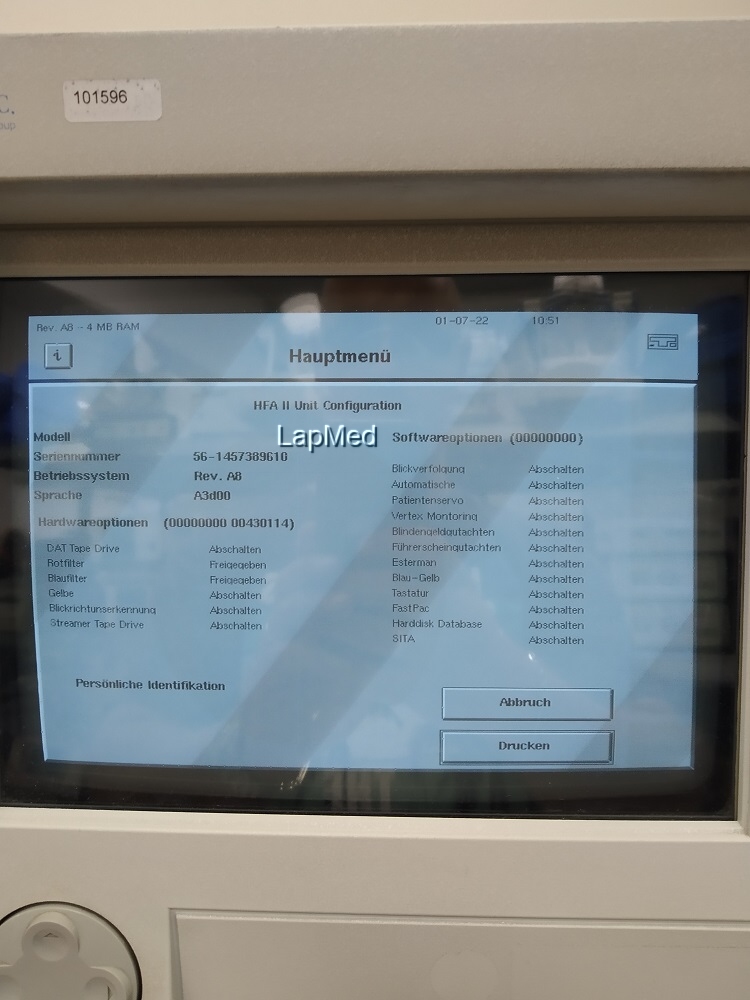 C.
101596
Rev. A8 - 4 MB RAM
01-07-22 10:51
i
Hauptmenü
HFA II Unit Configuration
LapMed
Modell
Seriennummer 56-1457389610
Betriebssystem Rev. A8
Sprache A3d00
Hardwareoptionen (00000000 00430114)
DAT Tape Drive Abschalten
Rotfilter Freigegeben
Blaufilter Freigegeben
Gelbe Abschalten
Blickrichtunserkennung Abschalten
Streamer Tape Drive Abschalten
Softwareoptionen (00000000)
Blickverfolgung Abschalten
Automatische Abschalten
Patientenservo Abschalten
Vertex Montoring Abschalten
Blindengeldgutachten Abschalten
Führerscheingutachten Abschalten
Esterman Abschalten
Blau-Gelb Abschalten
Tastatur Abschalten
FastPac Abschalten
Harddisk Database Abschalten
SITA Abschalten
Persönliche Identifikation
Abbruch
Drucken